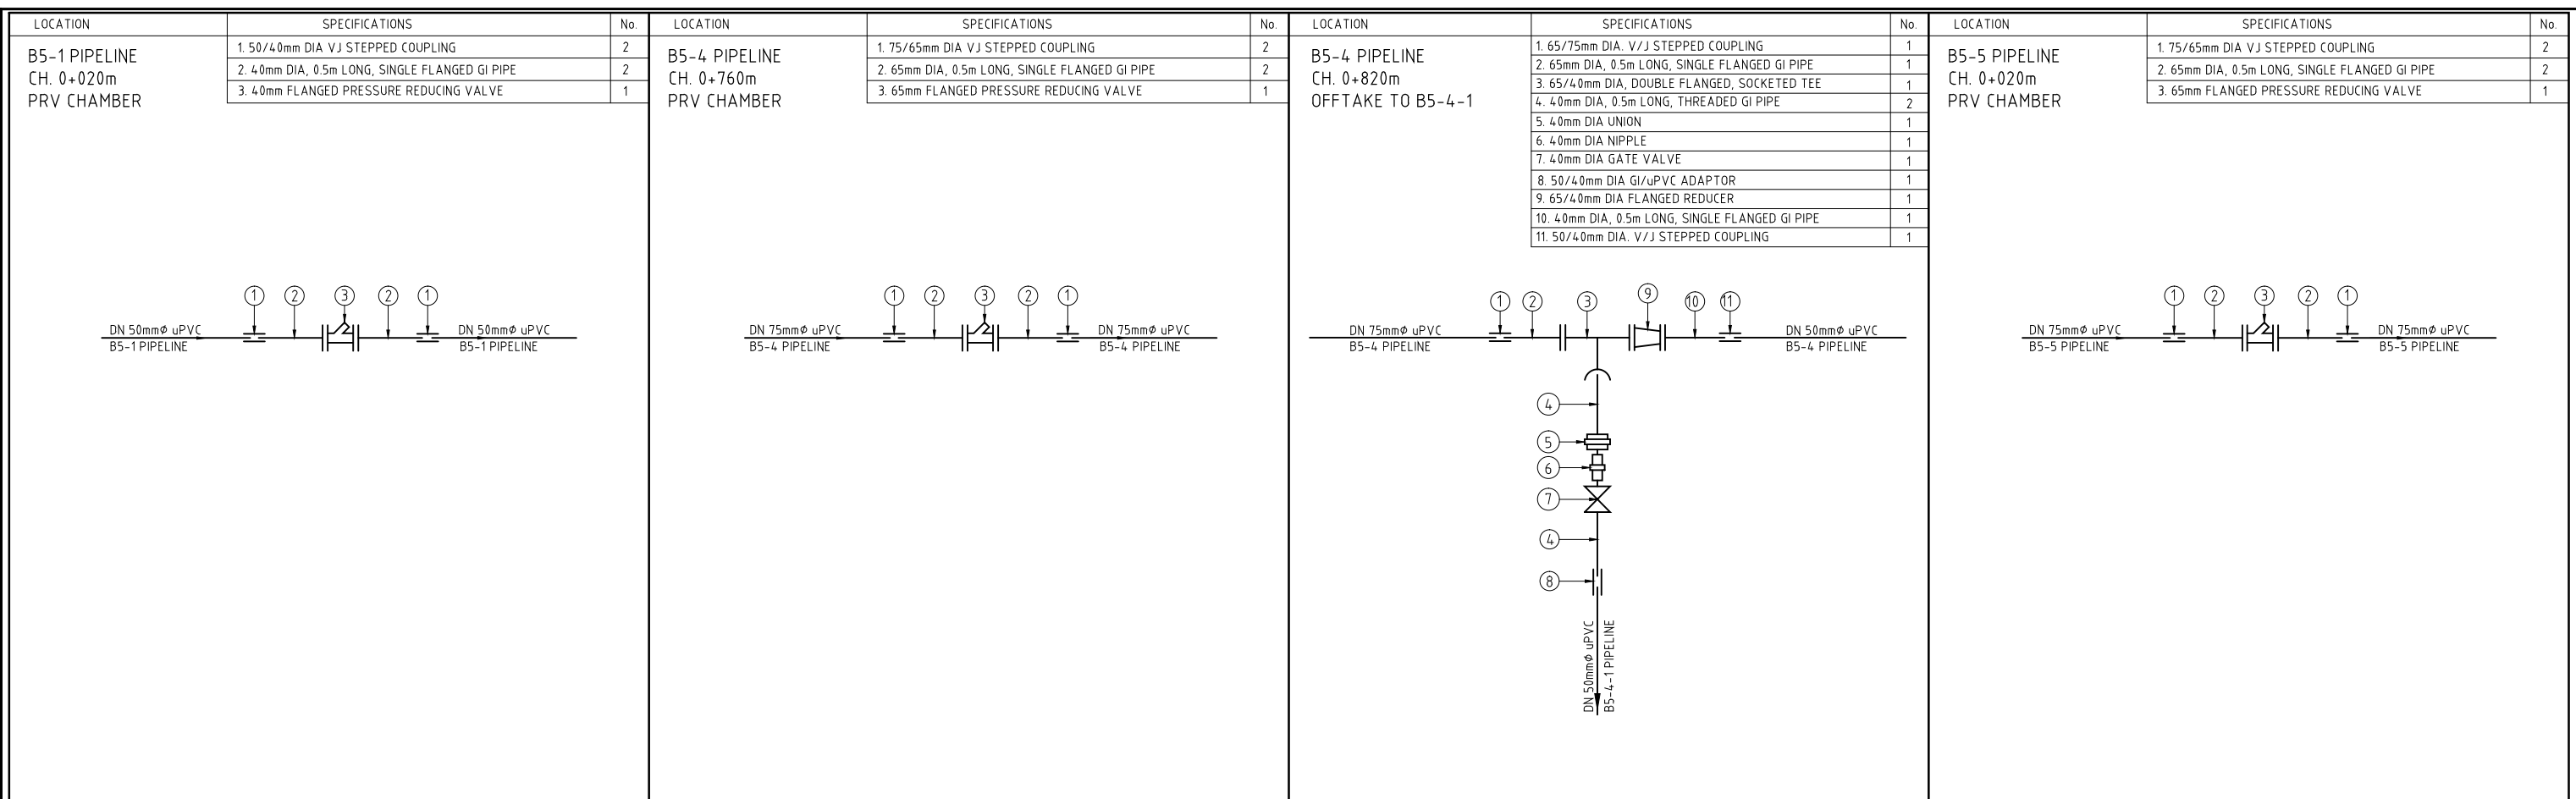 LOCATION SPECIFICATIONS No.
B5-1 PIPELINE
CH. 0+020m
PRV CHAMBER
1. 50/40mm DIA VJ STEPPED COUPLING 2
2. 40mm DIA, 0.5m LONG, SINGLE FLANGED GI PIPE 2
3. 40mm FLANGED PRESSURE REDUCING VALVE 1
1 2 3 2 1
DN 50mmØ uPVC DN 50mmØ uPVC
B5-1 PIPELINE B5-1 PIPELINE
LOCATION SPECIFICATIONS No.
B5-4 PIPELINE
CH. 0+760m
PRV CHAMBER
1. 75/65mm DIA VJ STEPPED COUPLING 2
2. 65mm DIA, 0.5m LONG, SINGLE FLANGED GI PIPE 2
3. 65mm FLANGED PRESSURE REDUCING VALVE 1
1 2 3 2 1
DN 75mmØ uPVC DN 75mmØ uPVC
B5-4 PIPELINE B5-4 PIPELINE
LOCATION SPECIFICATIONS No.
B5-4 PIPELINE
CH. 0+820m
OFFTAKE TO B5-4-1
1. 65/75mm DIA. V/J STEPPED COUPLING 1
2. 65mm DIA, 0.5m LONG, SINGLE FLANGED GI PIPE 1
3. 65/40mm DIA, DOUBLE FLANGED, SOCKETED TEE 1
4. 40mm DIA, 0.5m LONG, THREADED GI PIPE 2
5. 40mm DIA UNION 1
6. 40mm DIA NIPPLE 1
7. 40mm DIA GATE VALVE 1
8. 50/40mm DIA GI/uPVC ADAPTOR 1
9. 65/40mm DIA FLANGED REDUCER 1
10. 40mm DIA, 0.5m LONG, SINGLE FLANGED GI PIPE 1
11. 50/40mm DIA. V/J STEPPED COUPLING 1
1 2 3 9 10 11
DN 75mmØ uPVC DN 50mmØ uPVC
B5-4 PIPELINE B5-4 PIPELINE
4
5
6
7
4
8
DN 50mmØ uPVC
B5-4-1 PIPELINE
LOCATION SPECIFICATIONS No.
B5-5 PIPELINE
CH. 0+020m
PRV CHAMBER
1. 75/65mm DIA VJ STEPPED COUPLING 2
2. 65mm DIA, 0.5m LONG, SINGLE FLANGED GI PIPE 2
3. 65mm FLANGED PRESSURE REDUCING VALVE 1
1 2 3 2 1
DN 75mmØ uPVC DN 75mmØ uPVC
B5-5 PIPELINE B5-5 PIPELINE